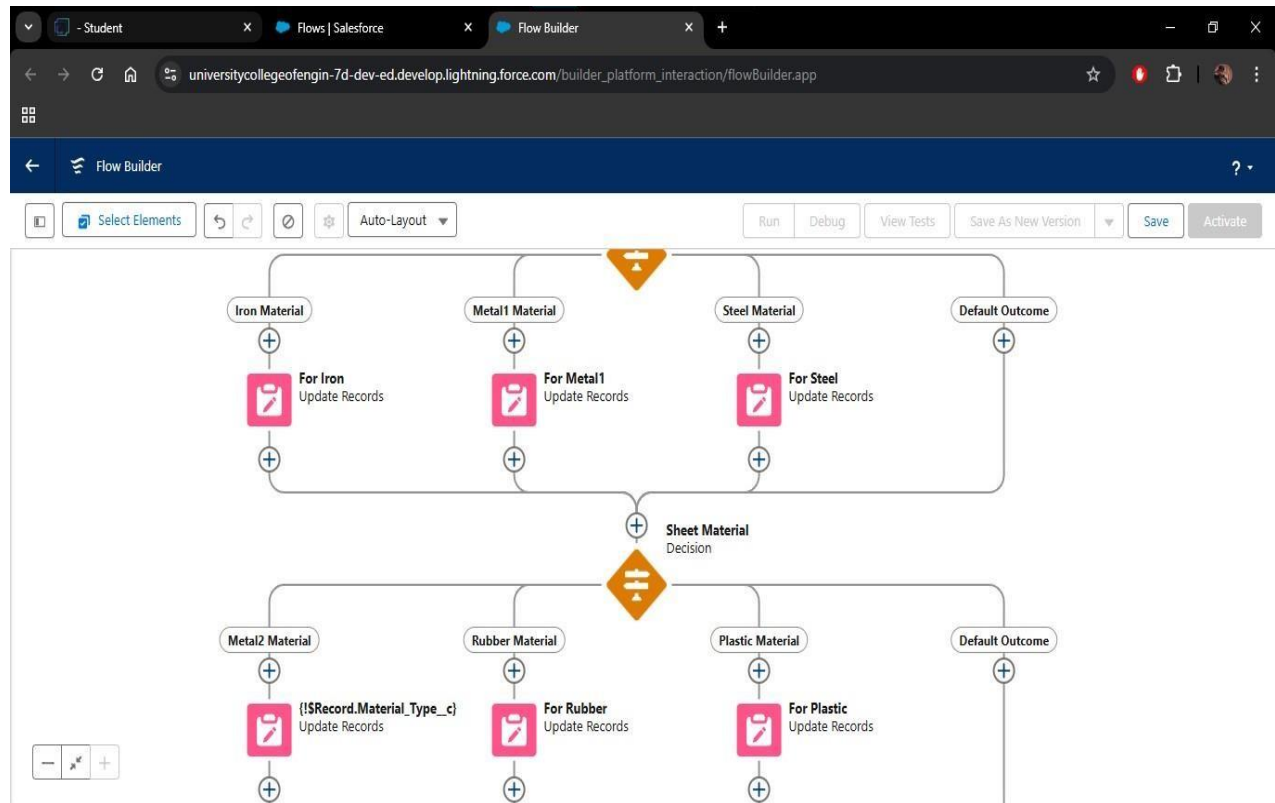 - Student
Flows | Salesforce
Flow Builder
universitycollegeofengin-7d-dev-ed.develop.lightning.force.com/builder_platform_interaction/flowBuilder.app
Flow Builder
?
Select Elements
Auto-Layout
Run
Debug
View Tests
Save As New Version
Save
Activate
Iron Material
Metal1 Material
Steel Material
Default Outcome
For Iron
Update Records
For Metal1
Update Records
For Steel
Update Records
Sheet Material
Decision
Metal2 Material
Rubber Material
Plastic Material
Default Outcome
{!$Record.Material_Type__c}
Update Records
For Rubber
Update Records
For Plastic
Update Records